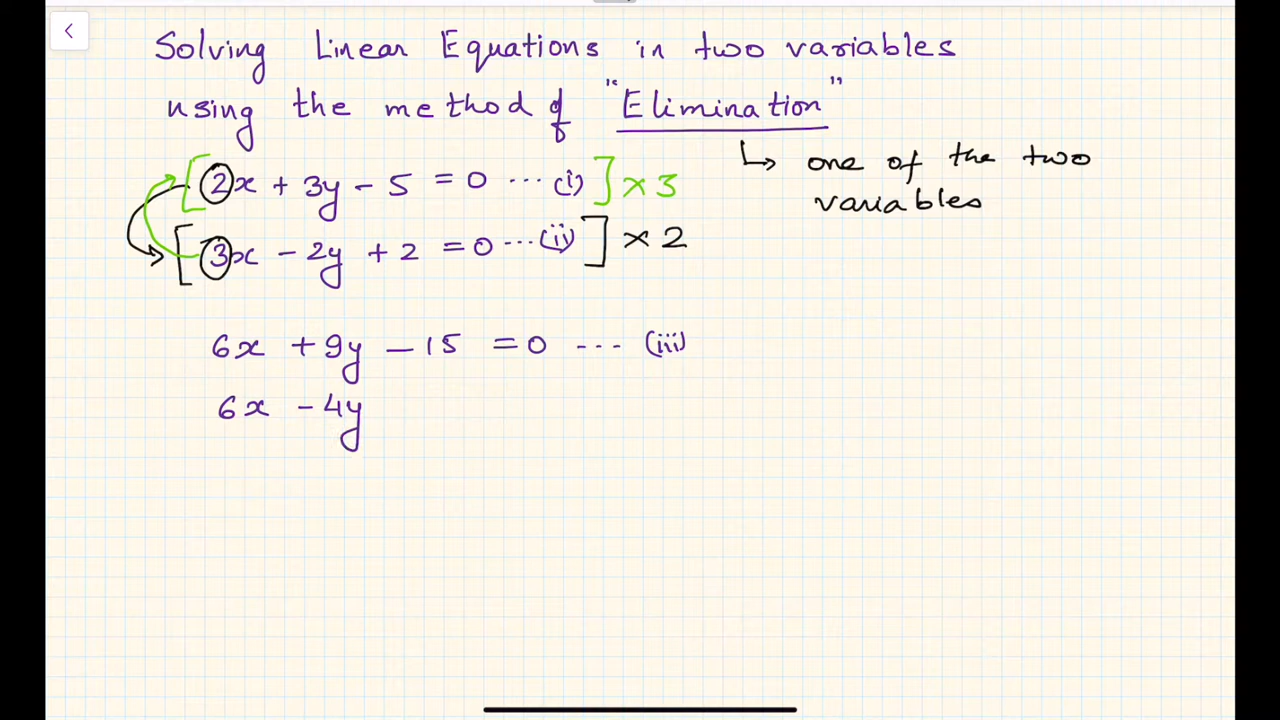 Solving Linear Equations in two variables
using the method of "Elimination"
↳ one of the two
variables
[2x + 3y - 5 = 0 ... (i)] × 3
[3x - 2y + 2 = 0 ... (ii)] × 2
6x + 9y - 15 = 0 --- (iii)
6x - 4y